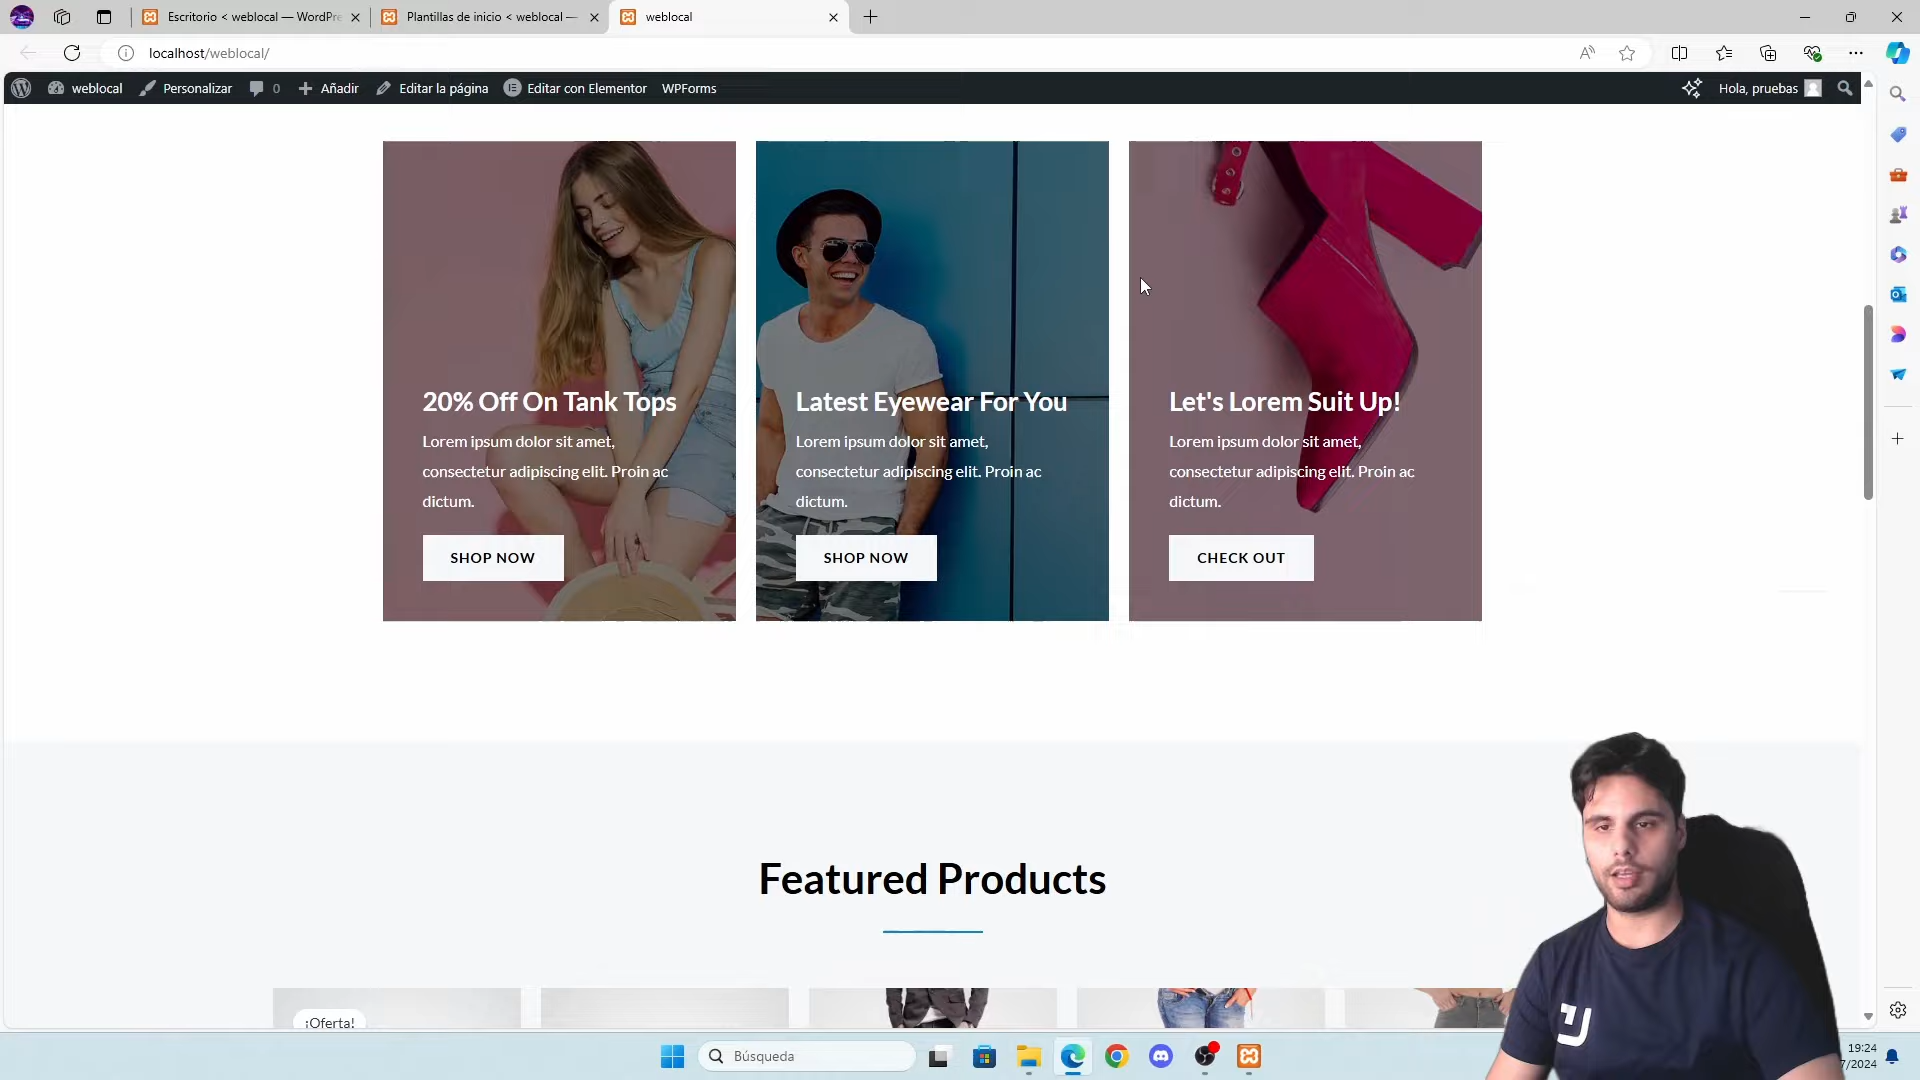 Escritorio < weblocal — WordPre
Plantillas de inicio < weblocal —
weblocal
localhost/weblocal/
weblocal
Personalizar
0
Añadir
Editar la página
Editar con Elementor
WPForms
Hola, pruebas
20% Off On Tank Tops
Lorem ipsum dolor sit amet,
consectetur adipiscing elit. Proin ac
dictum.
SHOP NOW
Latest Eyewear For You
Lorem ipsum dolor sit amet,
consectetur adipiscing elit. Proin ac
dictum.
SHOP NOW
Let's Lorem Suit Up!
Lorem ipsum dolor sit amet,
consectetur adipiscing elit. Proin ac
dictum.
CHECK OUT
Featured Products
¡Oferta!
Búsqueda
19:24
7/2024